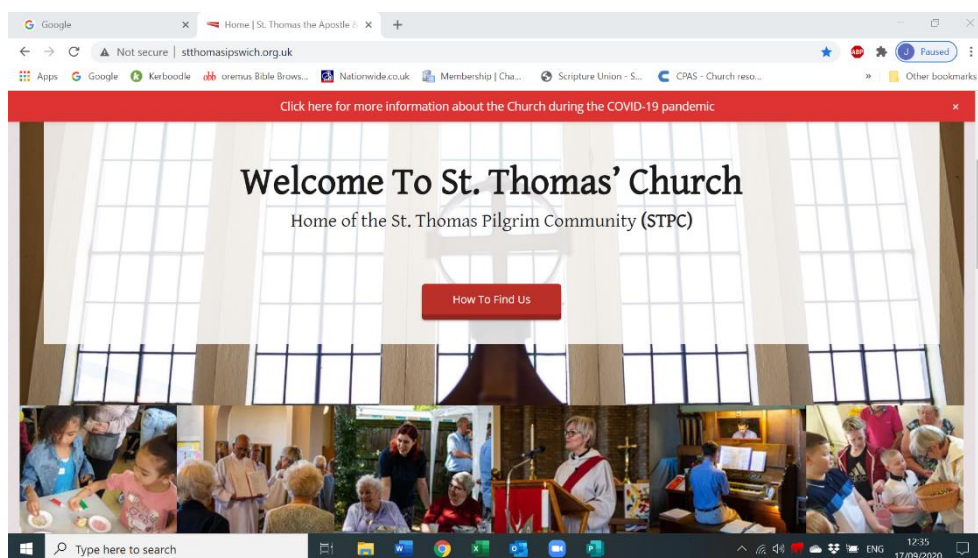 Google
Home | St. Thomas the Apostle &
Not secure | stthomasipswich.org.uk
ABP
J Paused
Apps Google Kerboodle obb oremus Bible Brows... Nationwide.co.uk Membership | Cha... Scripture Union - S... CPAS - Church reso... » Other bookmarks
Click here for more information about the Church during the COVID-19 pandemic ×
Welcome To St. Thomas’ Church
Home of the St. Thomas Pilgrim Community (STPC)
How To Find Us
Type here to search
ENG
12:35
17/09/2020